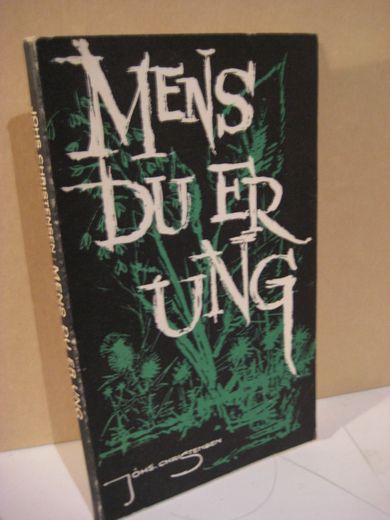 MENS
DU ER
UNG
JOHS. CHRISTENSEN
JOHS. CHRISTENSEN: MENS DU ER UNG